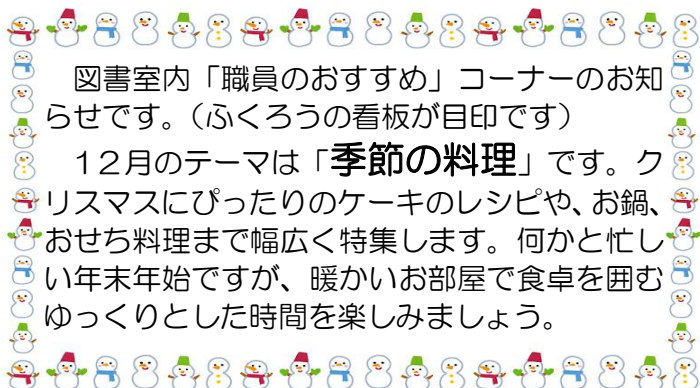 図書室内「職員のおすすめ」コーナーのお知
らせです。（ふくろうの看板が目印です）
　１２月のテーマは「季節の料理」です。ク
リスマスにぴったりのケーキのレシピや、お鍋、
おせち料理まで幅広く特集します。何かと忙し
い年末年始ですが、暖かいお部屋で食卓を囲む
ゆっくりとした時間を楽しみましょう。